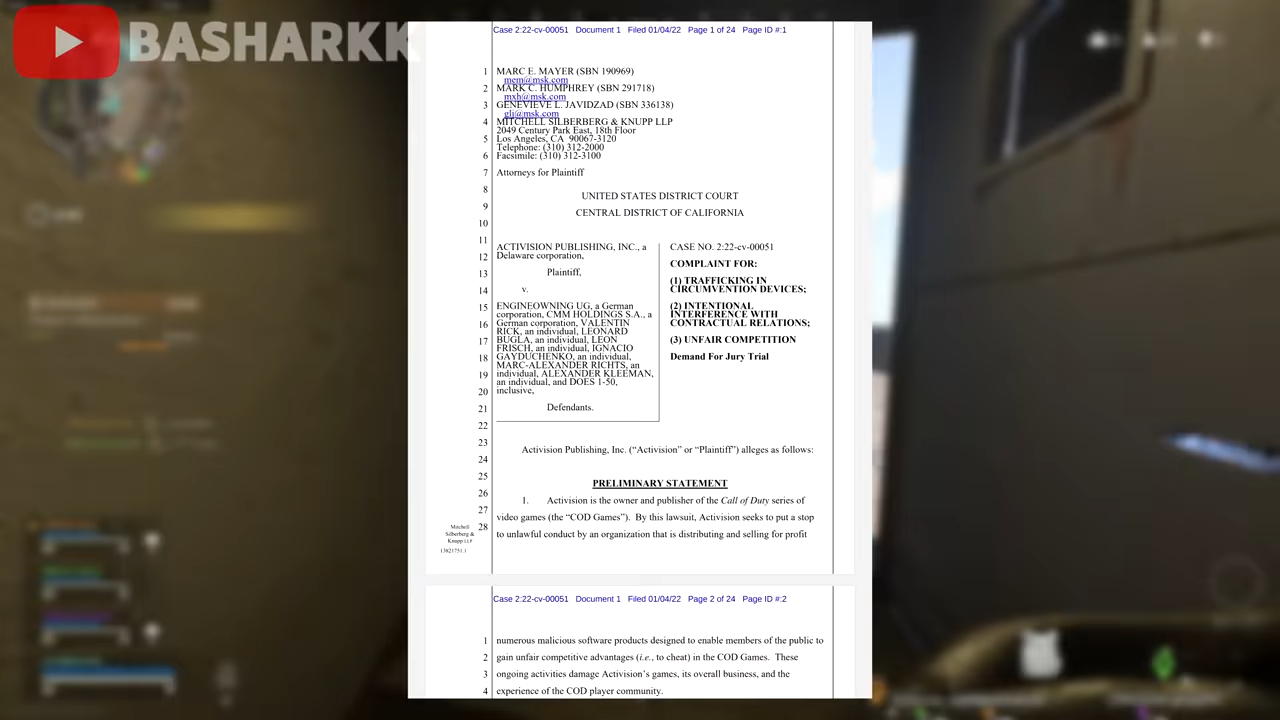 BASHARKK
Case 2:22-cv-00051 Document 1 Filed 01/04/22 Page 1 of 24 Page ID #:1
1 MARC E. MAYER (SBN 190969)
mem@msk.com
2 MARK C. HUMPHREY (SBN 291718)
mxh@msk.com
3 GENEVIEVE L. JAVIDZAD (SBN 336138)
glj@msk.com
4 MITCHELL SILBERBERG & KNUPP LLP
2049 Century Park East, 18th Floor
5 Los Angeles, CA 90067-3120
Telephone: (310) 312-2000
6 Facsimile: (310) 312-3100
7 Attorneys for Plaintiff
8 UNITED STATES DISTRICT COURT
9 CENTRAL DISTRICT OF CALIFORNIA
10
11 ACTIVISION PUBLISHING, INC., a
12 Delaware corporation,
13 Plaintiff,
14 v.
15 ENGINEOWNING UG, a German
corporation, CMM HOLDINGS S.A., a
16 German corporation, VALENTIN
RICK, an individual, LEONARD
17 BUGLA, an individual, LEON
FRISCH, an individual, IGNACIO
18 GAYDUCHENKO, an individual,
MARC-ALEXANDER RICHTS, an
19 individual, ALEXANDER KLEEMAN,
an individual, and DOES 1-50,
20 inclusive,
21 Defendants.
22
CASE NO. 2:22-cv-00051
COMPLAINT FOR:
(1) TRAFFICKING IN
CIRCUMVENTION DEVICES;
(2) INTENTIONAL
INTERFERENCE WITH
CONTRACTUAL RELATIONS;
(3) UNFAIR COMPETITION
Demand For Jury Trial
23 Activision Publishing, Inc. (“Activision” or “Plaintiff”) alleges as follows:
24
25 PRELIMINARY STATEMENT
26 1. Activision is the owner and publisher of the Call of Duty series of
27 video games (the “COD Games”). By this lawsuit, Activision seeks to put a stop
28 to unlawful conduct by an organization that is distributing and selling for profit
Mitchell
Silberberg &
Knupp LLP
13821751.1
Case 2:22-cv-00051 Document 1 Filed 01/04/22 Page 2 of 24 Page ID #:2
1 numerous malicious software products designed to enable members of the public to
2 gain unfair competitive advantages (i.e., to cheat) in the COD Games. These
3 ongoing activities damage Activision’s games, its overall business, and the
4 experience of the COD player community.